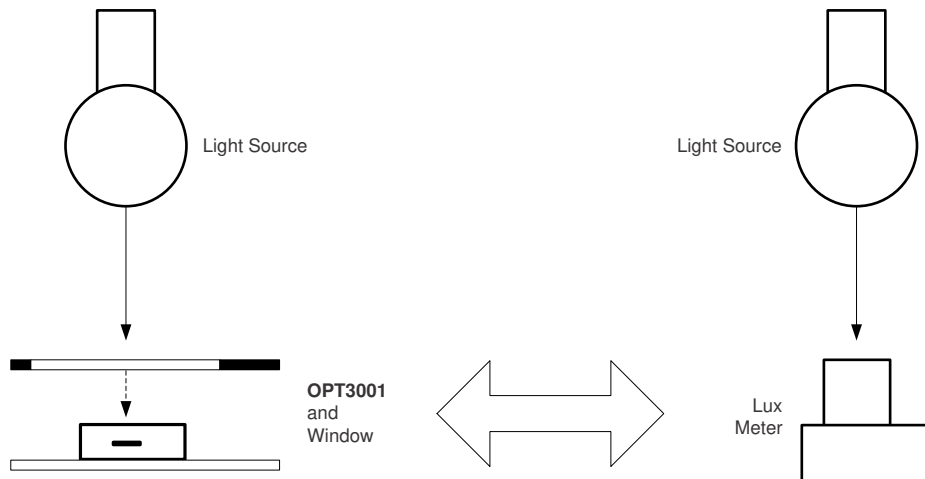 Light Source
Light Source
OPT3001
and
Window
Lux
Meter